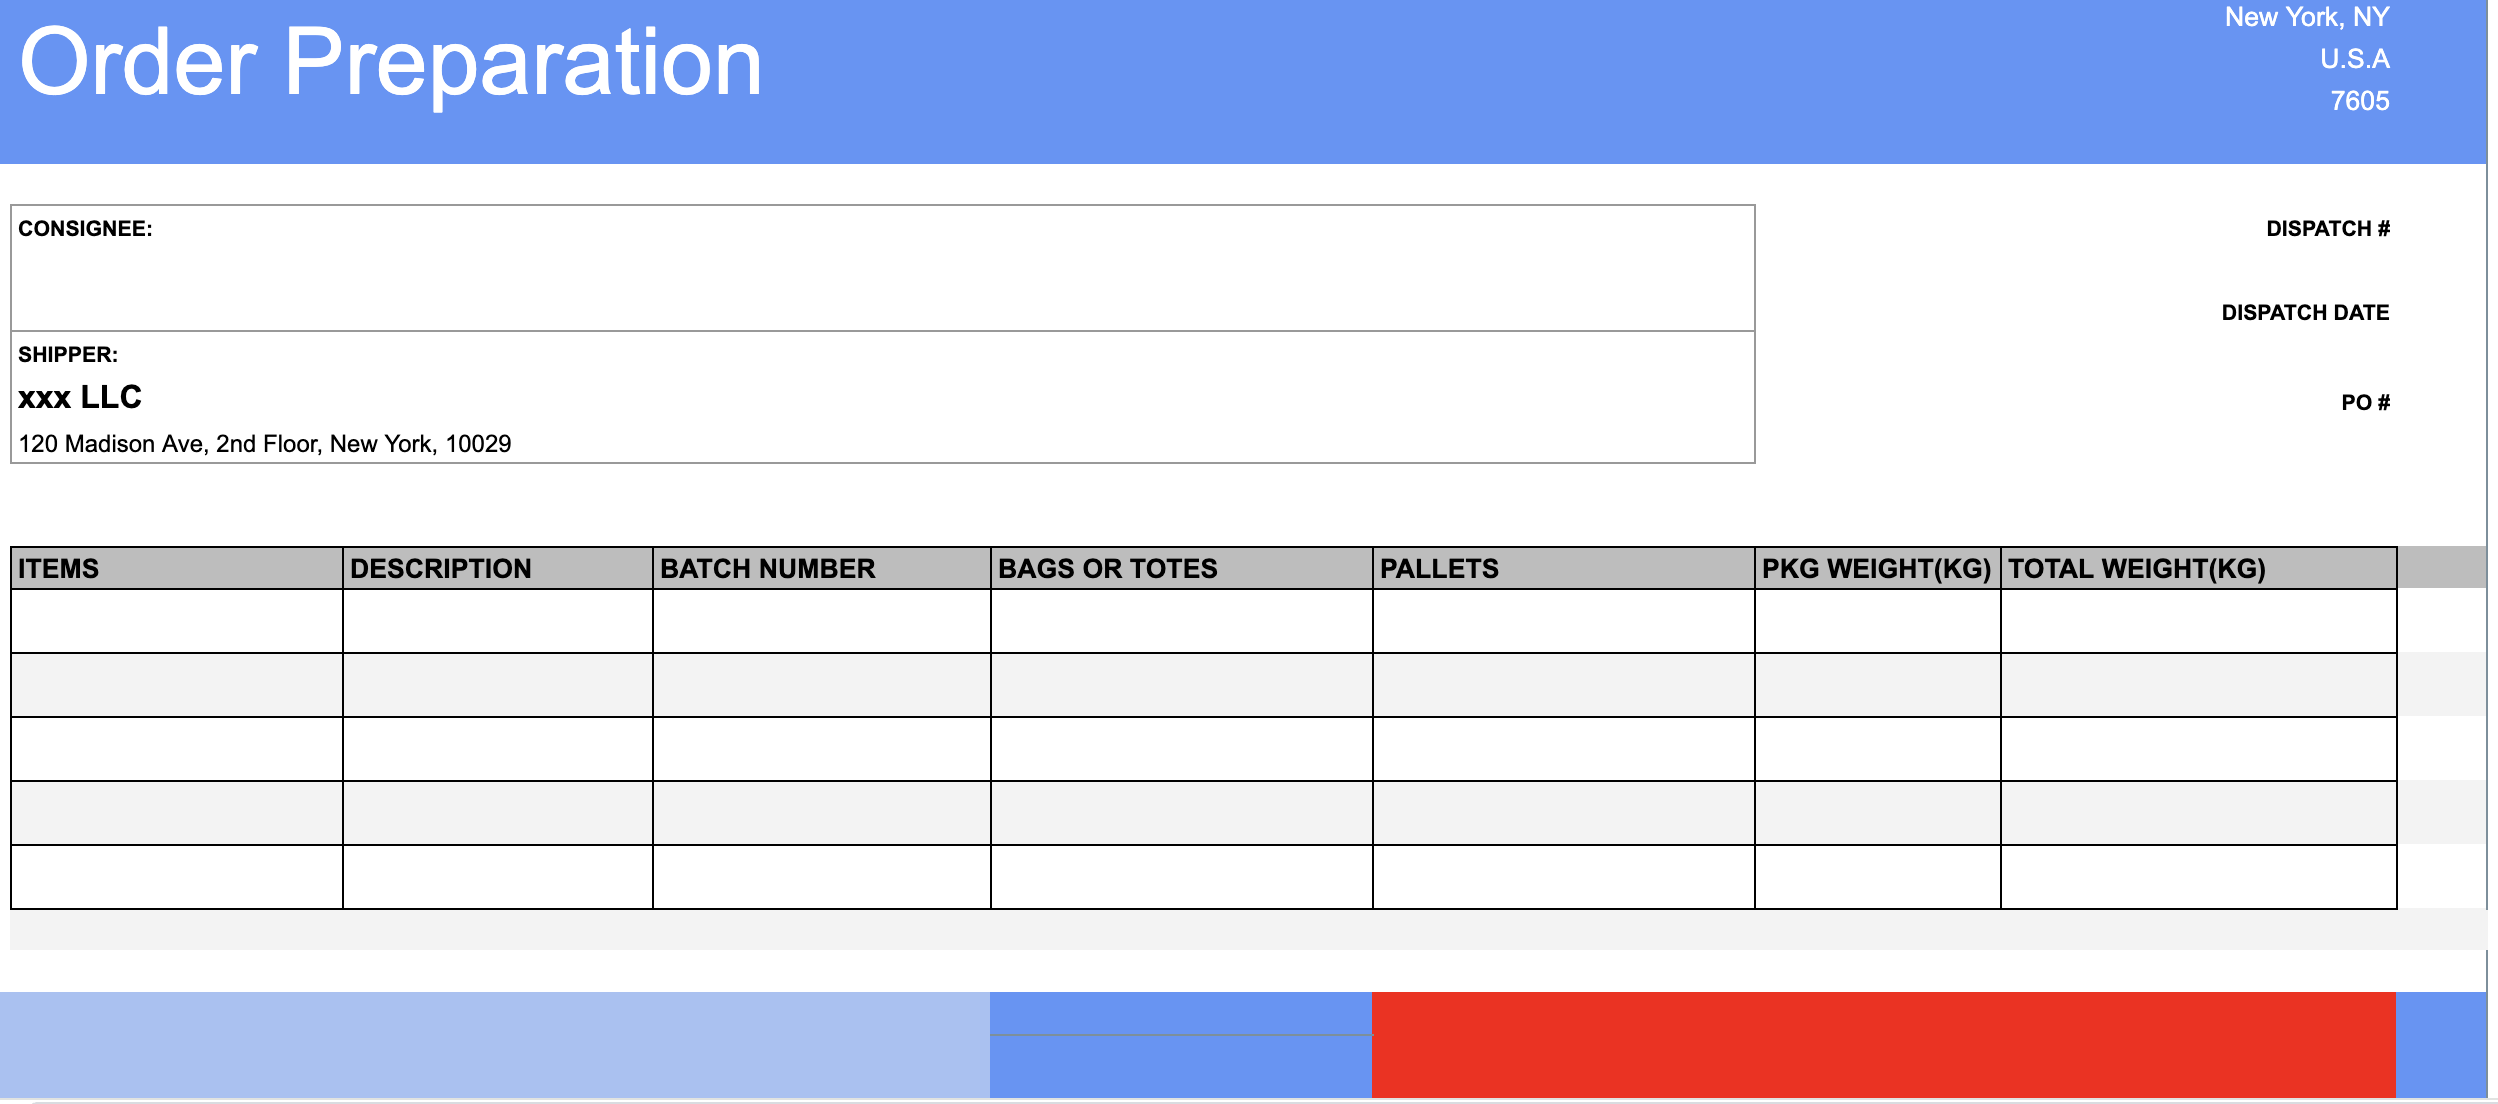 Order Preparation
New York, NY
U.S.A
7605
CONSIGNEE:
DISPATCH #
DISPATCH DATE
SHIPPER:
xxx LLC
PO #
120 Madison Ave, 2nd Floor, New York, 10029
ITEMS DESCRIPTION BATCH NUMBER BAGS OR TOTES PALLETS PKG WEIGHT(KG) TOTAL WEIGHT(KG)